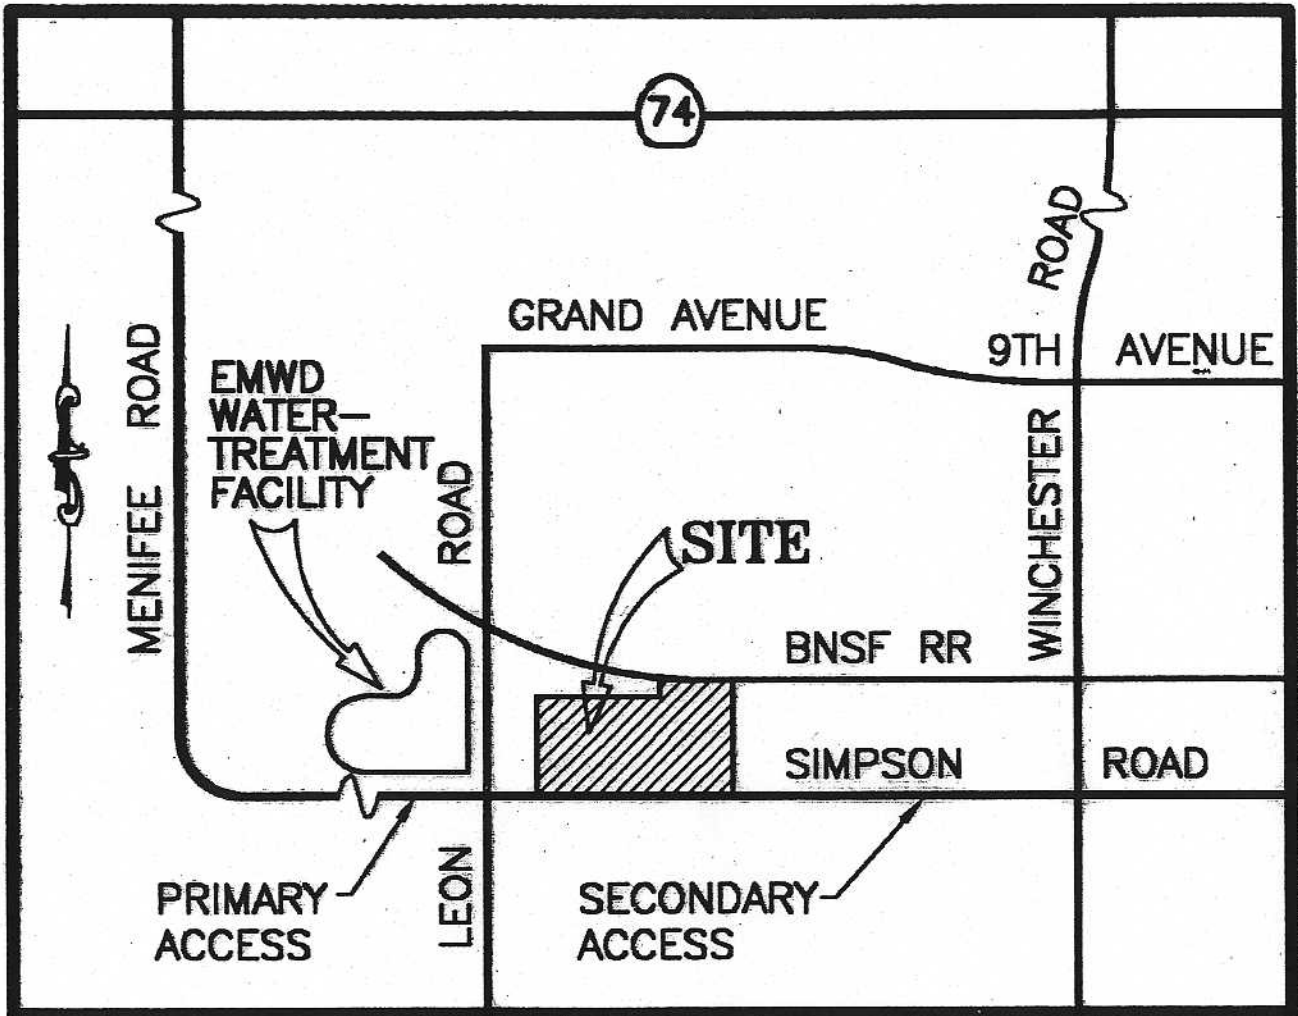 74
ROAD
GRAND AVENUE
9TH AVENUE
MENIFEE ROAD
EMWD
WATER-
TREATMENT
FACILITY
WINCHESTER
LEON ROAD
SITE
BNSF RR
SIMPSON ROAD
PRIMARY
ACCESS
SECONDARY
ACCESS